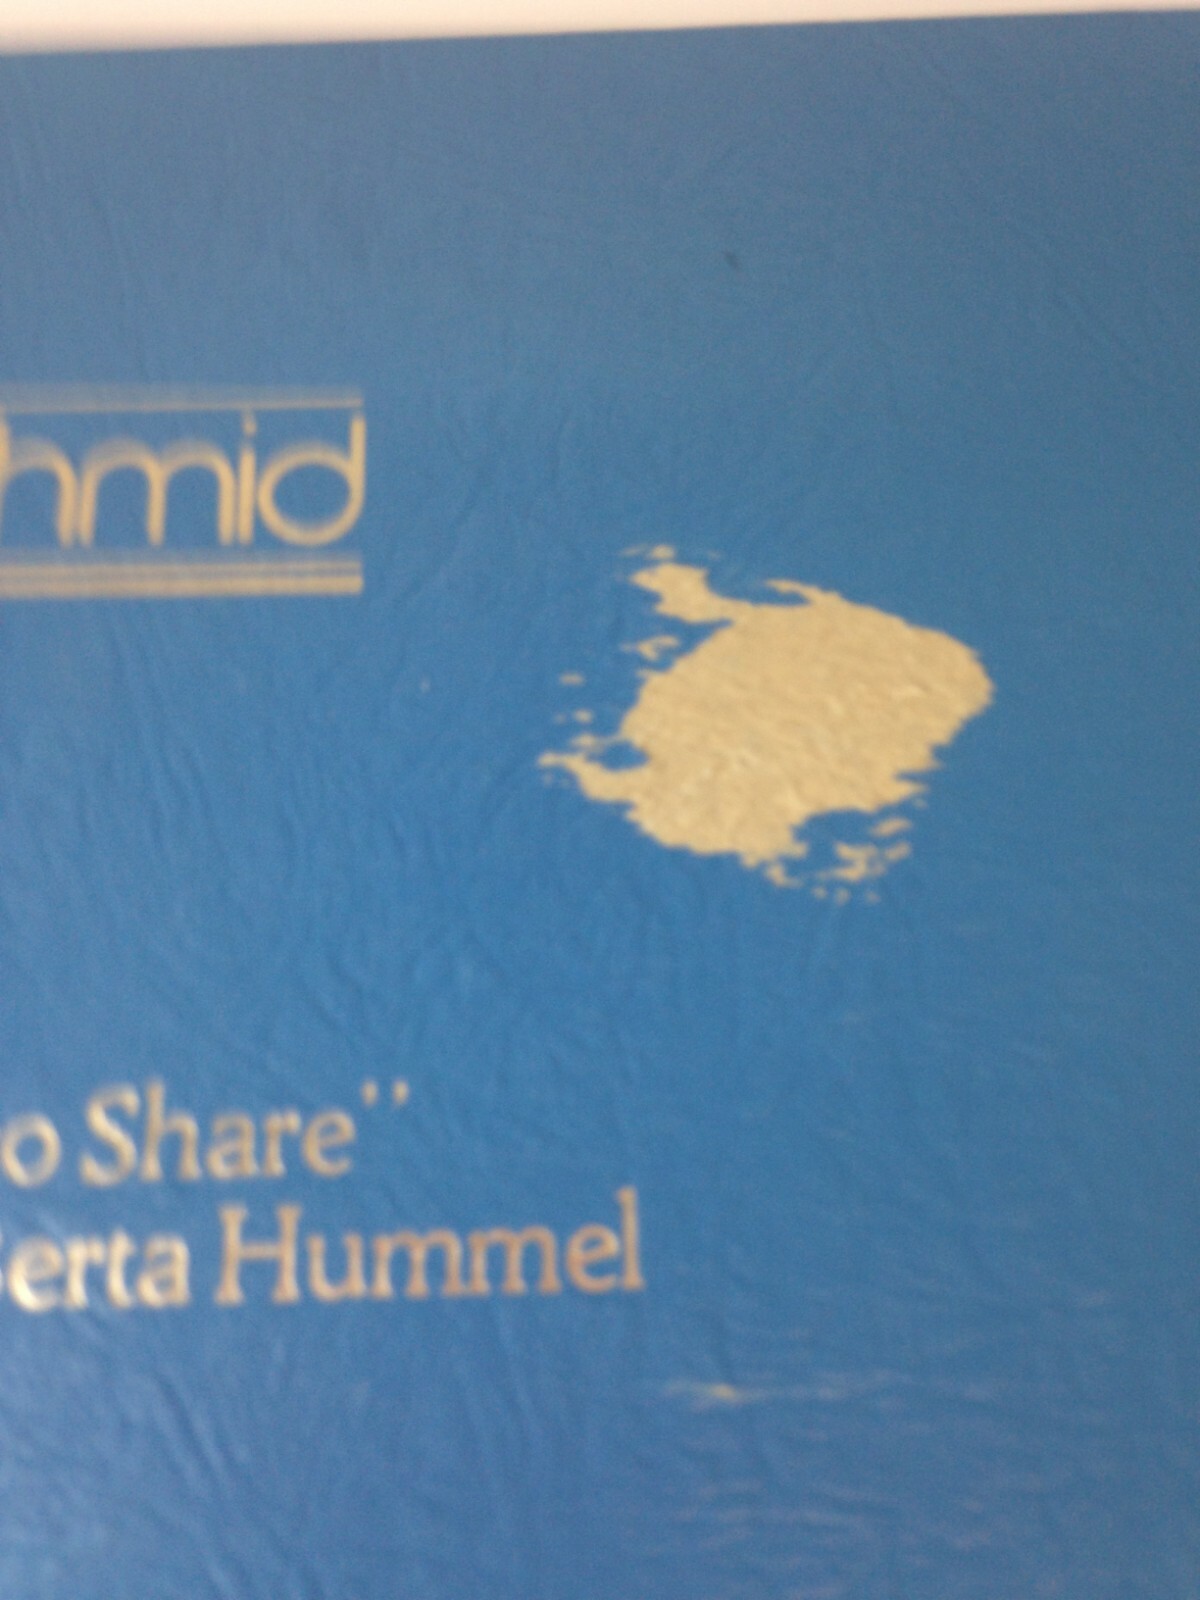 hmid
o Share"
erta Hummel